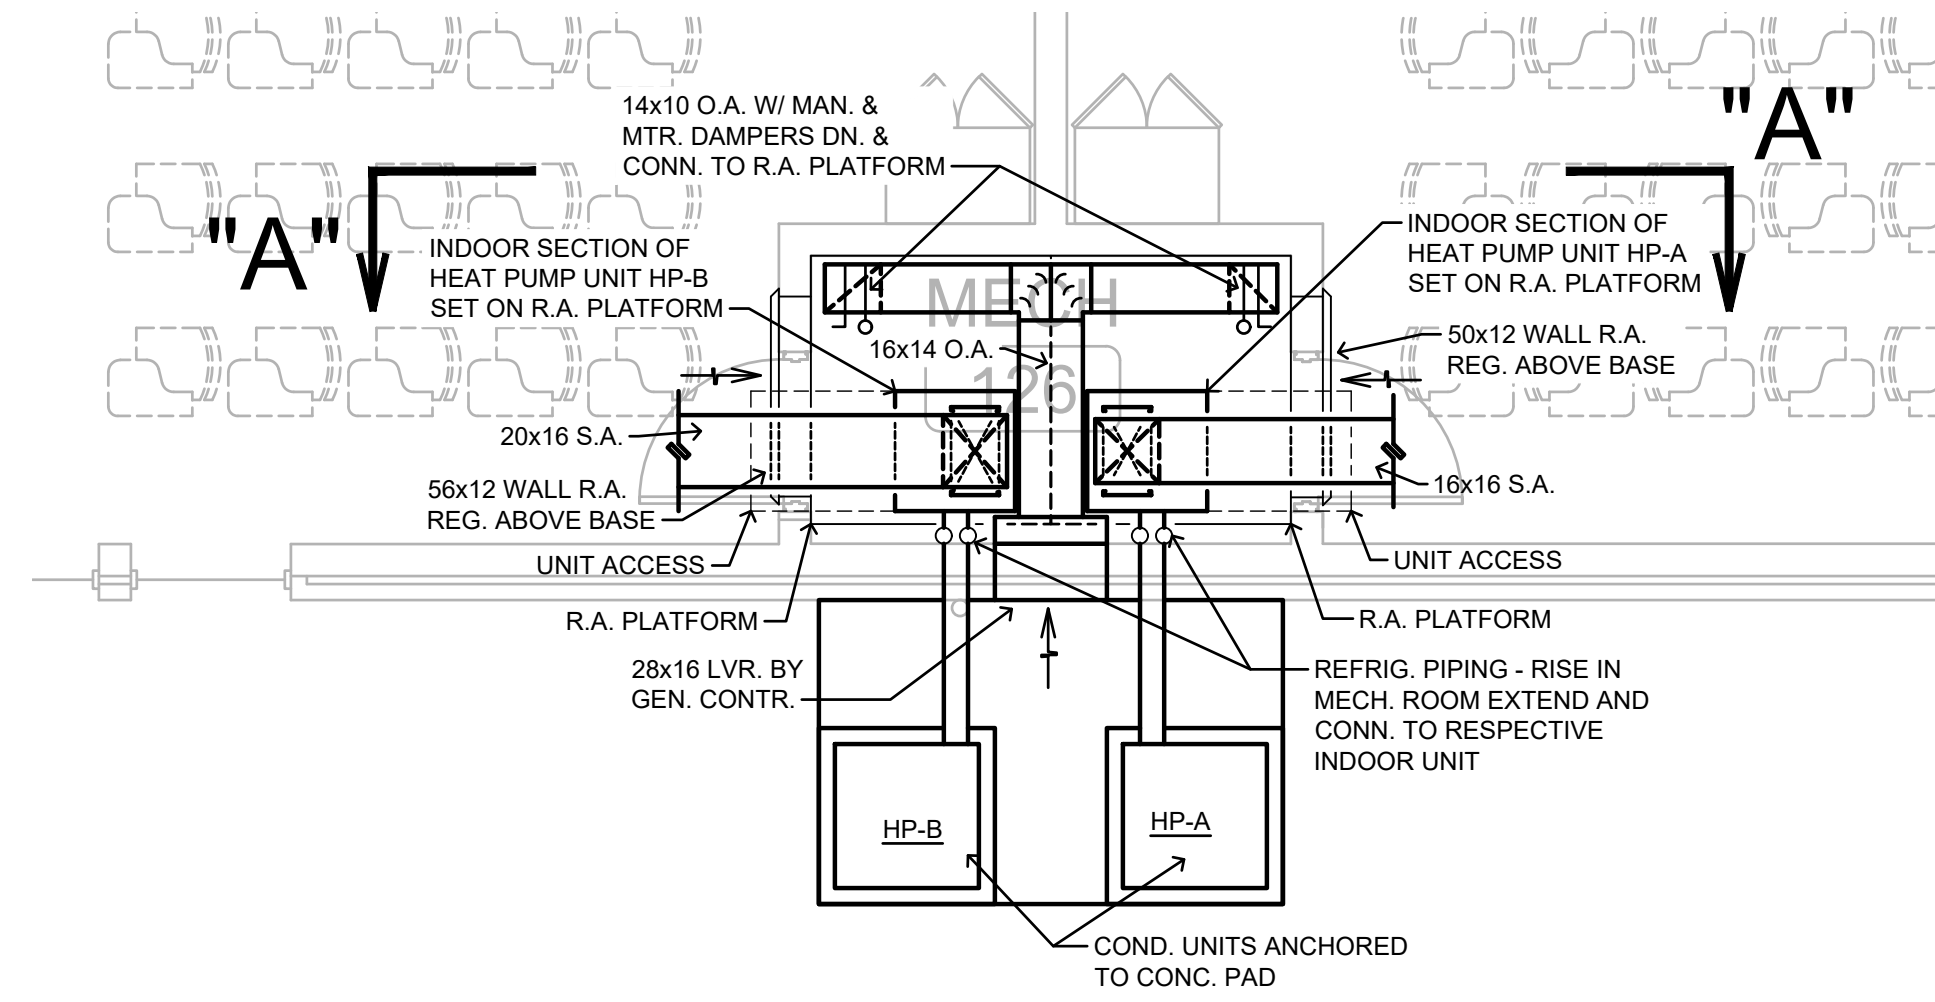 "A"
14x10 O.A. W/ MAN. &
MTR. DAMPERS DN. &
CONN. TO R.A. PLATFORM
"A"
INDOOR SECTION OF
HEAT PUMP UNIT HP-B
SET ON R.A. PLATFORM
INDOOR SECTION OF
HEAT PUMP UNIT HP-A
SET ON R.A. PLATFORM
MECH
126
16x14 O.A.
50x12 WALL R.A.
REG. ABOVE BASE
20x16 S.A.
56x12 WALL R.A.
REG. ABOVE BASE
16x16 S.A.
UNIT ACCESS
UNIT ACCESS
R.A. PLATFORM
R.A. PLATFORM
28x16 LVR. BY
GEN. CONTR.
REFRIG. PIPING - RISE IN
MECH. ROOM EXTEND AND
CONN. TO RESPECTIVE
INDOOR UNIT
HP-B
HP-A
COND. UNITS ANCHORED
TO CONC. PAD